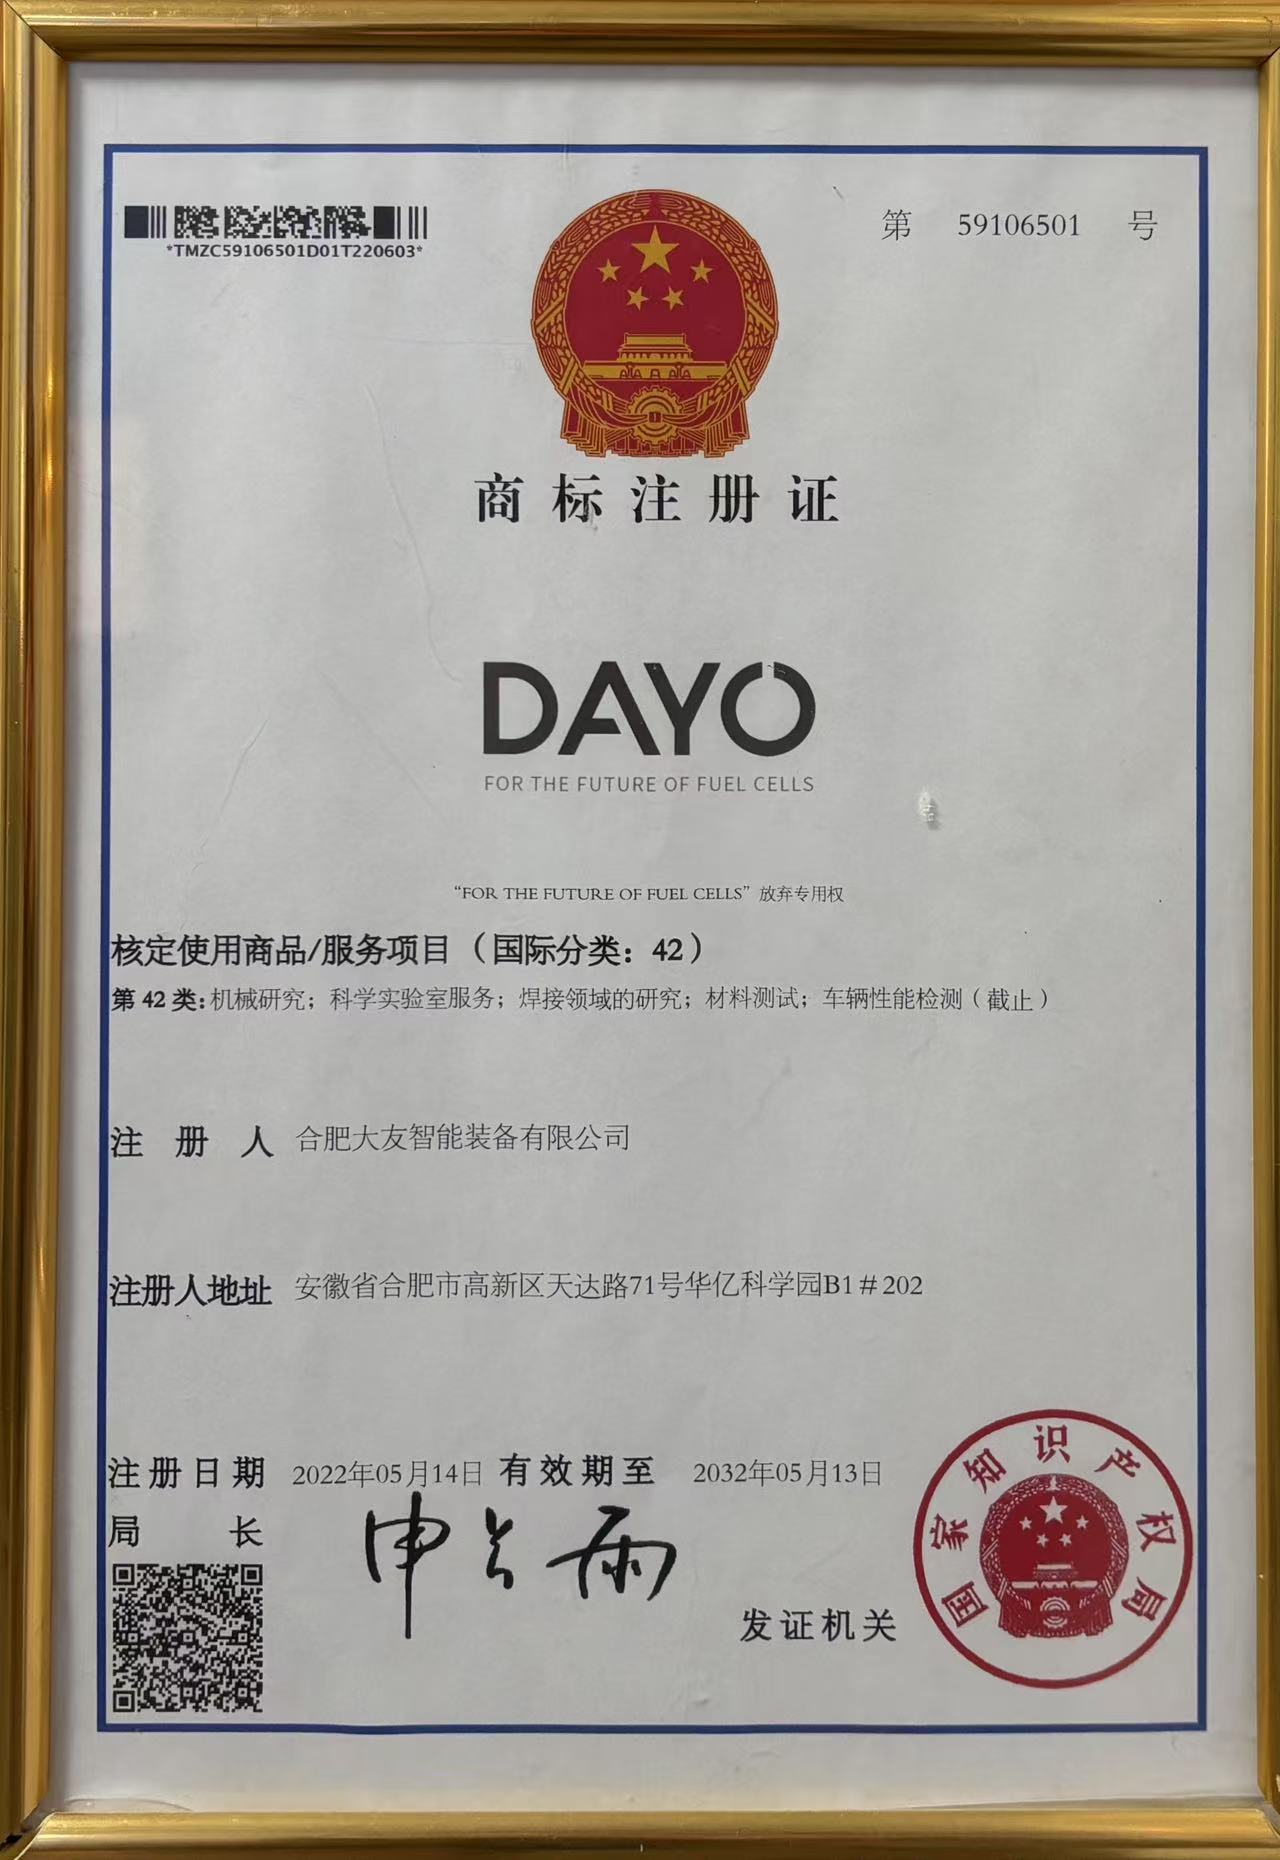 *TMZC59106501D01T220603*
第 59106501 号
商标注册证
DAYO
FOR THE FUTURE OF FUEL CELLS
“FOR THE FUTURE OF FUEL CELLS”放弃专用权
核定使用商品/服务项目（国际分类：42）
第 42 类：机械研究；科学实验室服务；焊接领域的研究；材料测试；车辆性能检测（截止）
注册人 合肥大友智能装备有限公司
注册人地址 安徽省合肥市高新区天达路71号华亿科学园B1＃202
注册日期 2022年05月14日 有效期至 2032年05月13日
局长 申长雨
发证机关
国家知识产权局